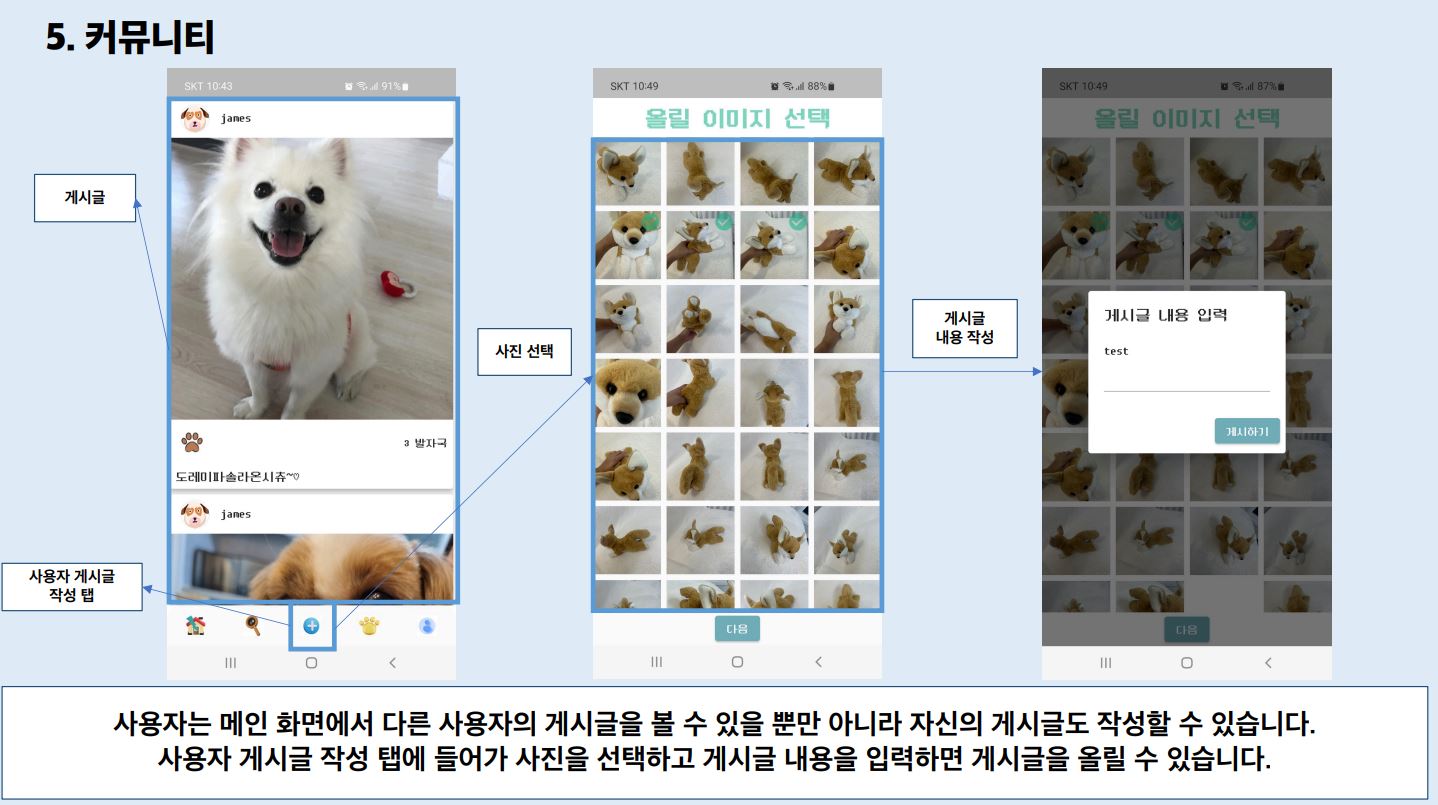 5. 커뮤니티
SKT 10:43
91%
james
게시글
3 발자국
도레미파솔라온시츄~♡
james
사용자 게시글
작성 탭
사진 선택
SKT 10:49
88%
올릴 이미지 선택
다음
게시글
내용 작성
SKT 10:49
87%
올릴 이미지 선택
게시글 내용 입력
test
게시하기
다음
사용자는 메인 화면에서 다른 사용자의 게시글을 볼 수 있을 뿐만 아니라 자신의 게시글도 작성할 수 있습니다.
사용자 게시글 작성 탭에 들어가 사진을 선택하고 게시글 내용을 입력하면 게시글을 올릴 수 있습니다.